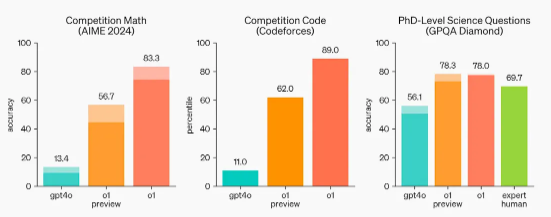 Competition Math
(AIME 2024)
100
80
60
40
20
0
accuracy
13.4
56.7
83.3
gpt4o
o1
preview
o1
Competition Code
(Codeforces)
100
80
60
40
20
0
percentile
11.0
62.0
89.0
gpt4o
o1
preview
o1
PhD-Level Science Questions
(GPQA Diamond)
100
80
60
40
20
0
accuracy
56.1
78.3
78.0
69.7
gpt4o
o1
preview
o1
expert
human